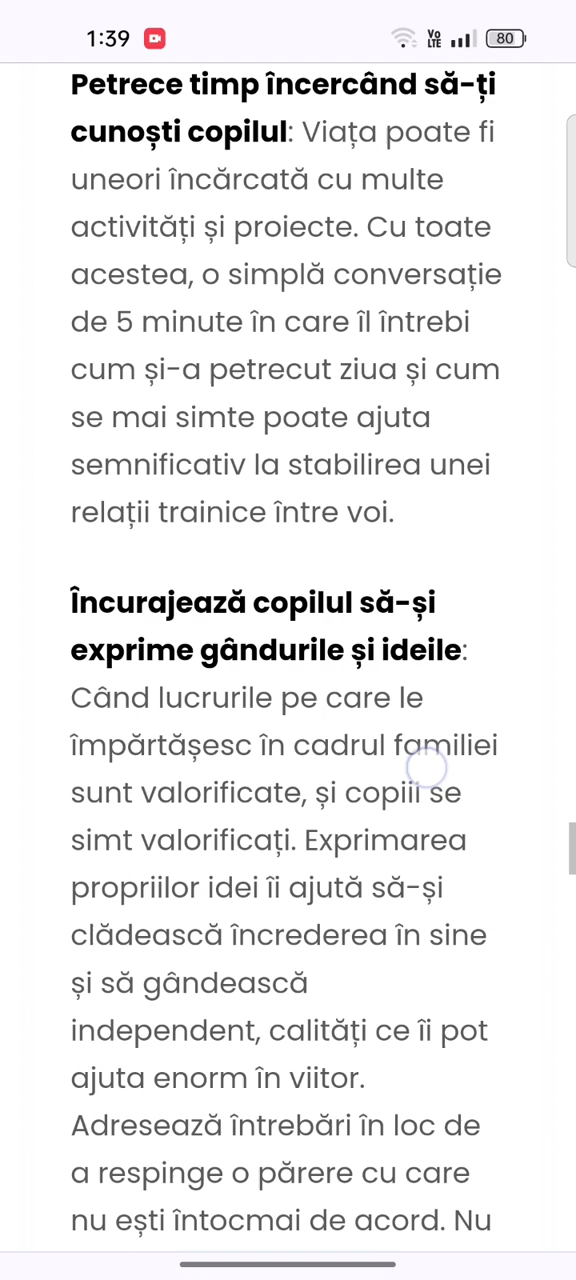 1:39
Vo
LTE
80
Petrece timp încercând să-ți
cunoști copilul: Viața poate fi
uneori încărcată cu multe
activități și proiecte. Cu toate
acestea, o simplă conversație
de 5 minute în care îl întrebi
cum și-a petrecut ziua și cum
se mai simte poate ajuta
semnificativ la stabilirea unei
relații trainice între voi.
Încurajează copilul să-și
exprime gândurile și ideile:
Când lucrurile pe care le
împărtășesc în cadrul familiei
sunt valorificate, și copiii se
simt valorificați. Exprimarea
propriilor idei îi ajută să-și
clădească încrederea în sine
și să gândească
independent, calități ce îi pot
ajuta enorm în viitor.
Adresează întrebări în loc de
a respinge o părere cu care
nu ești întocmai de acord. Nu